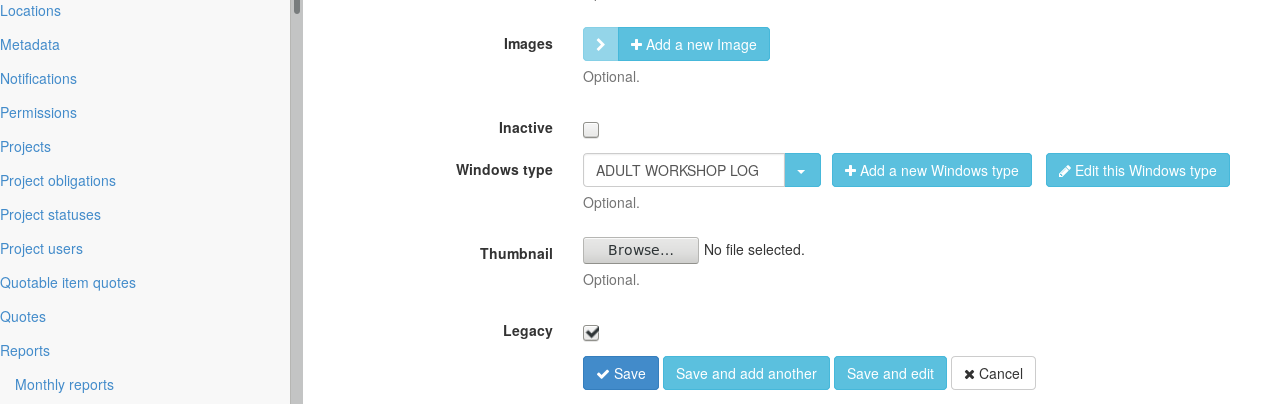 Locations
Metadata
Notifications
Permissions
Projects
Project obligations
Project statuses
Project users
Quotable item quotes
Quotes
Reports
Monthly reports
Images
Add a new Image
Optional.
Inactive
Windows type
ADULT WORKSHOP LOG
Add a new Windows type
Edit this Windows type
Optional.
Thumbnail
Browse...
No file selected.
Optional.
Legacy
Save
Save and add another
Save and edit
Cancel